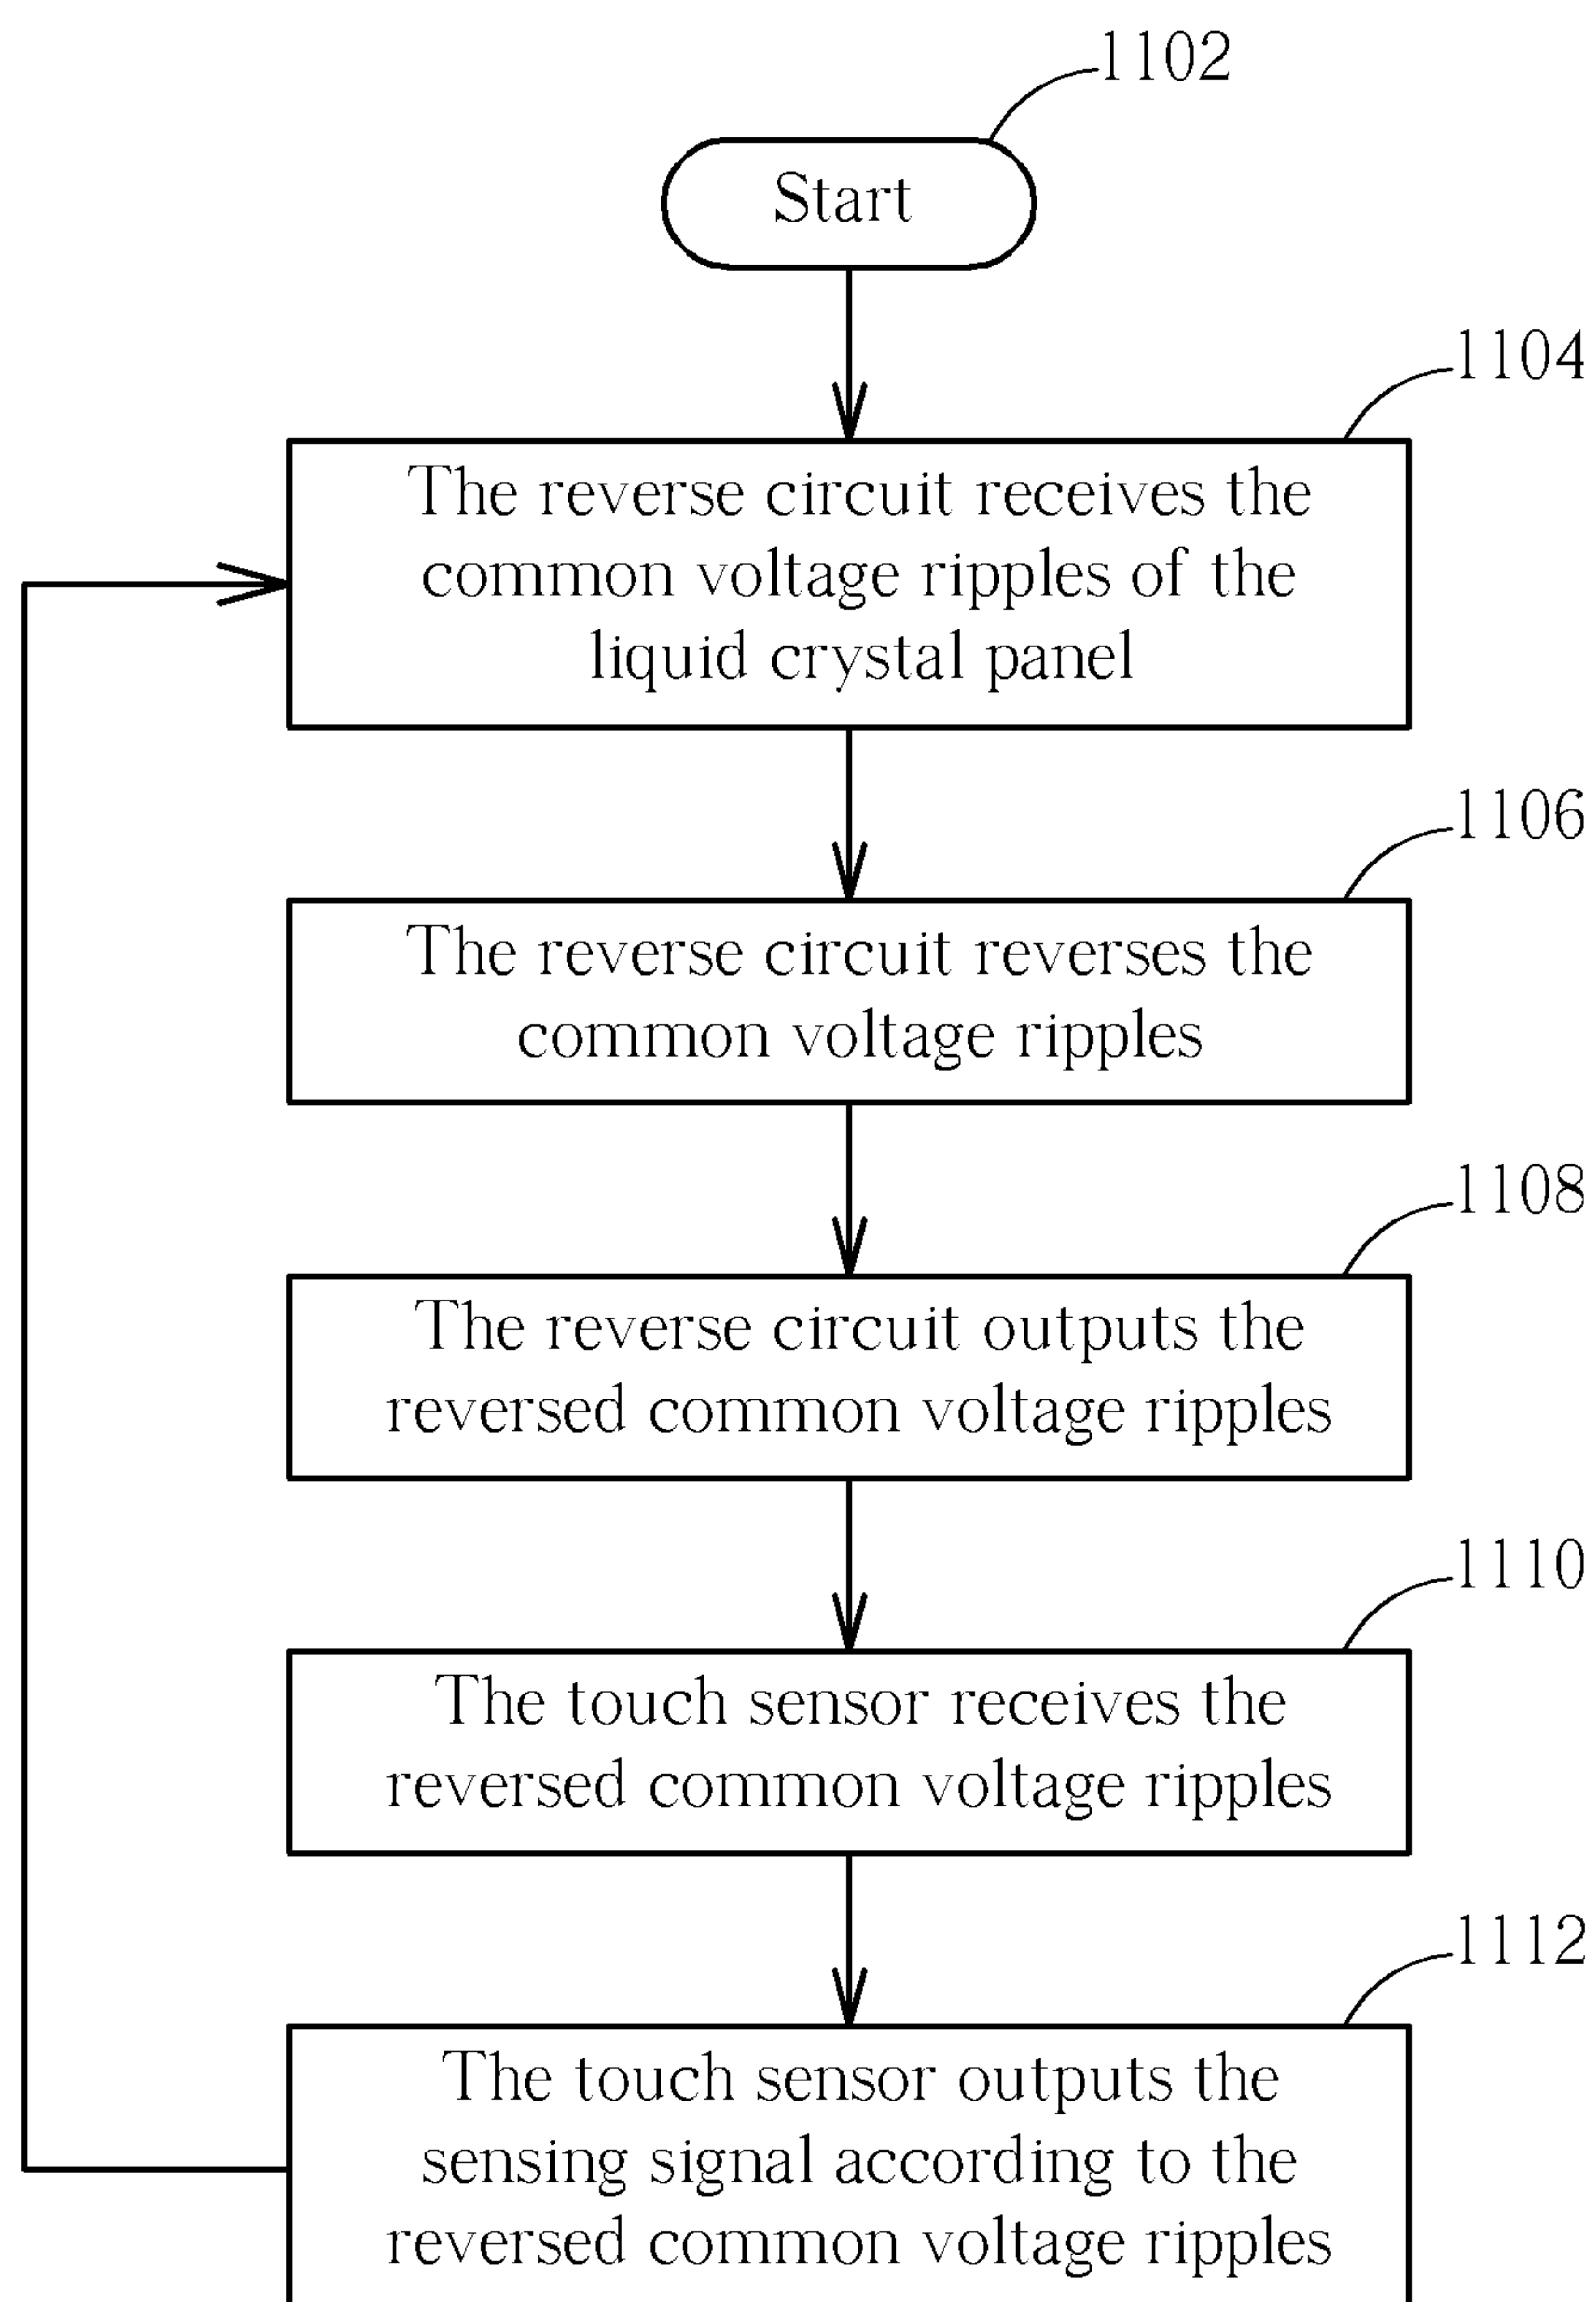 1102
Start
1104
The reverse circuit receives the
common voltage ripples of the
liquid crystal panel
1106
The reverse circuit reverses the
common voltage ripples
1108
The reverse circuit outputs the
reversed common voltage ripples
1110
The touch sensor receives the
reversed common voltage ripples
1112
The touch sensor outputs the
sensing signal according to the
reversed common voltage ripples